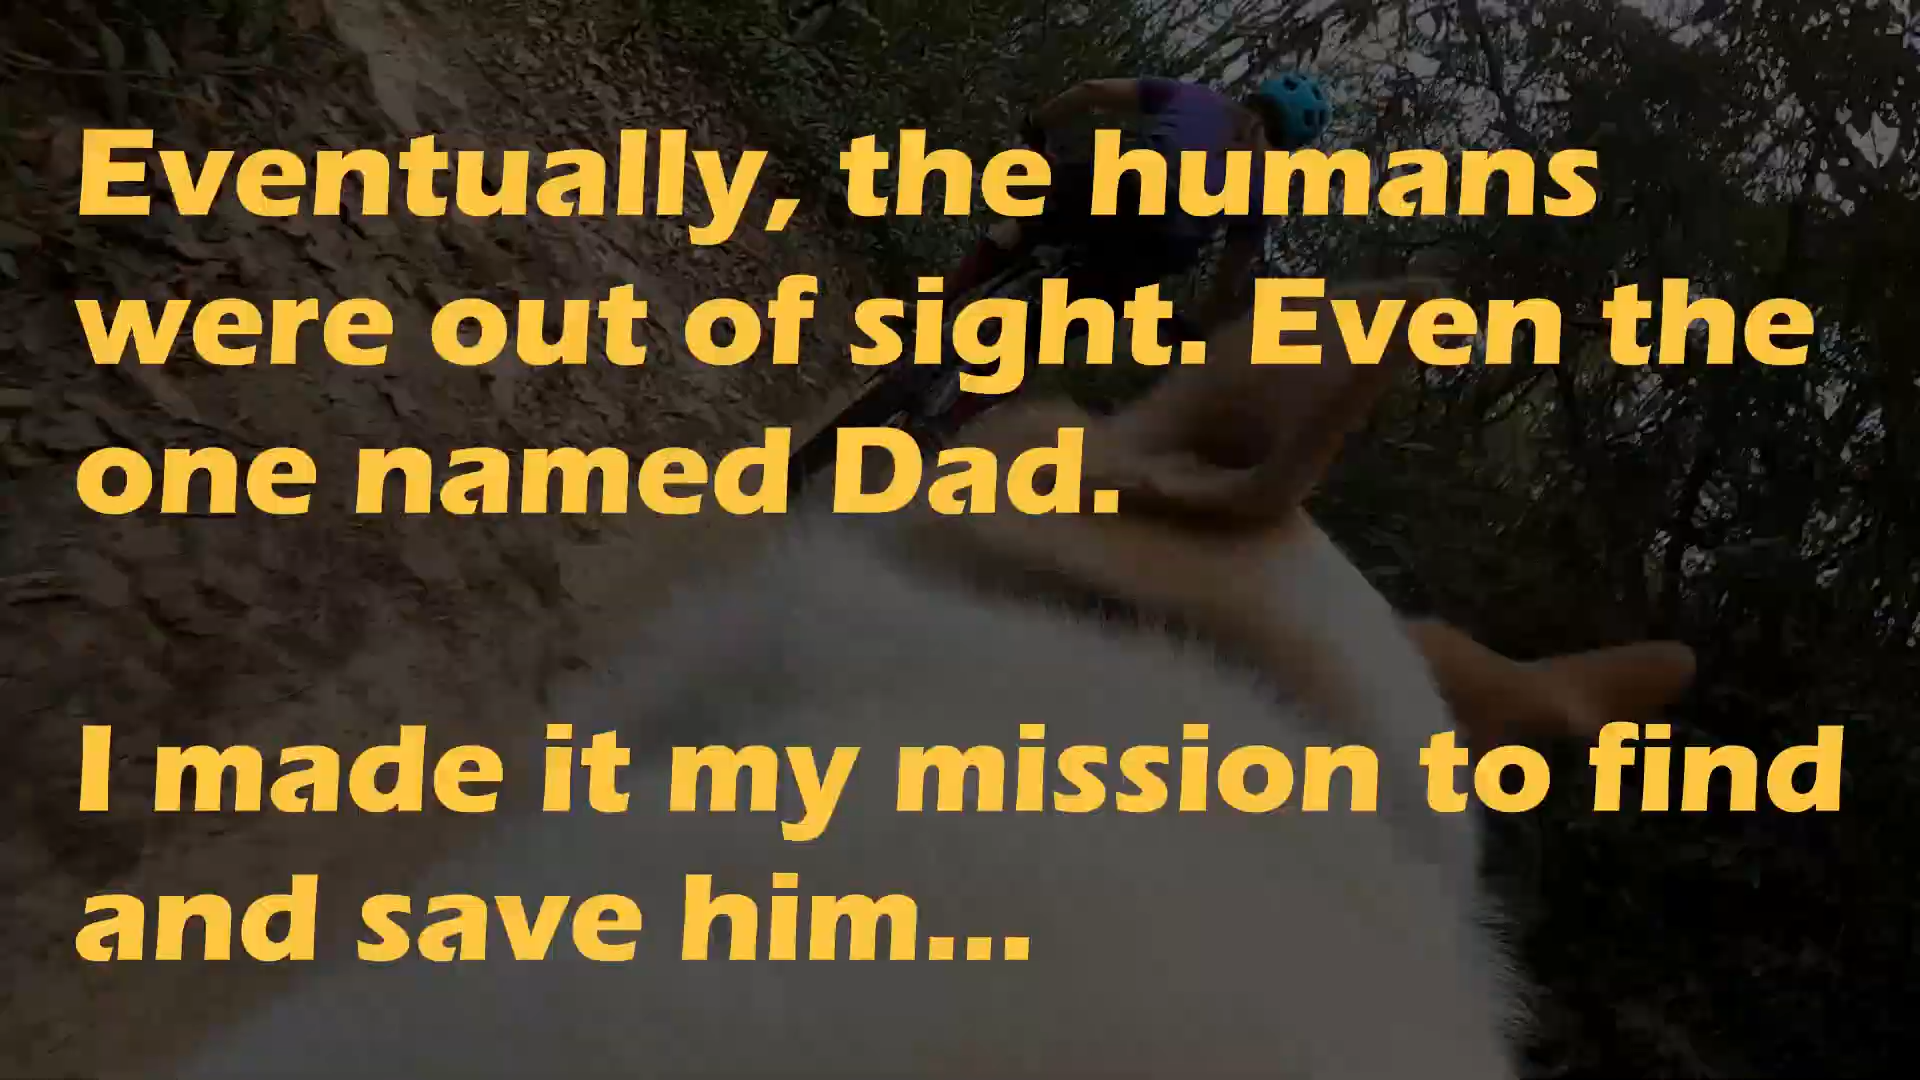 Eventually, the humans
were out of sight. Even the
one named Dad.
I made it my mission to find
and save him...